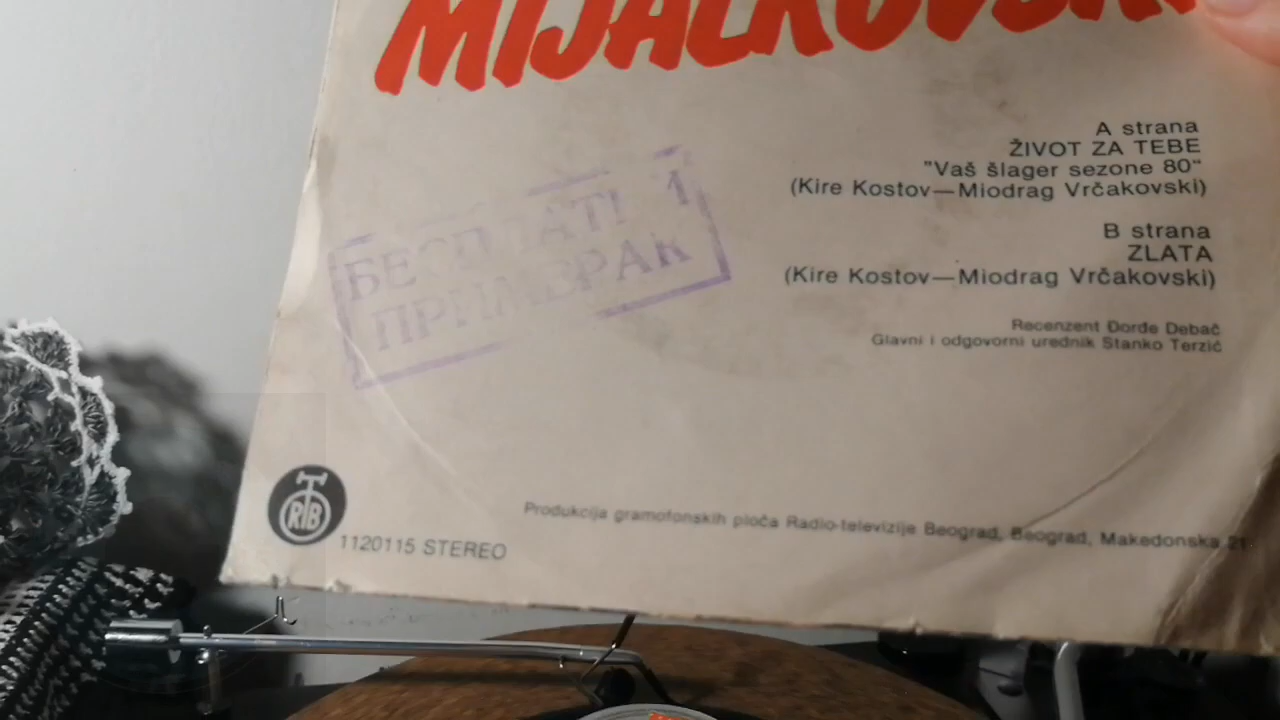 MIJALKOVSKI
A strana
ŽIVOT ZA TEBE
"Vaš šlager sezone 80"
(Kire Kostov—Miodrag Vrčakovski)
B strana
ZLATA
(Kire Kostov—Miodrag Vrčakovski)
Recenzent Đorđe Debač
Glavni i odgovorni urednik Stanko Terzić
БЕСПЛАТНИ
ПРИМЕРАК
RTB
1120115 STEREO
Produkcija gramofonskih ploča Radio-televizije Beograd, Beograd, Makedonska 21